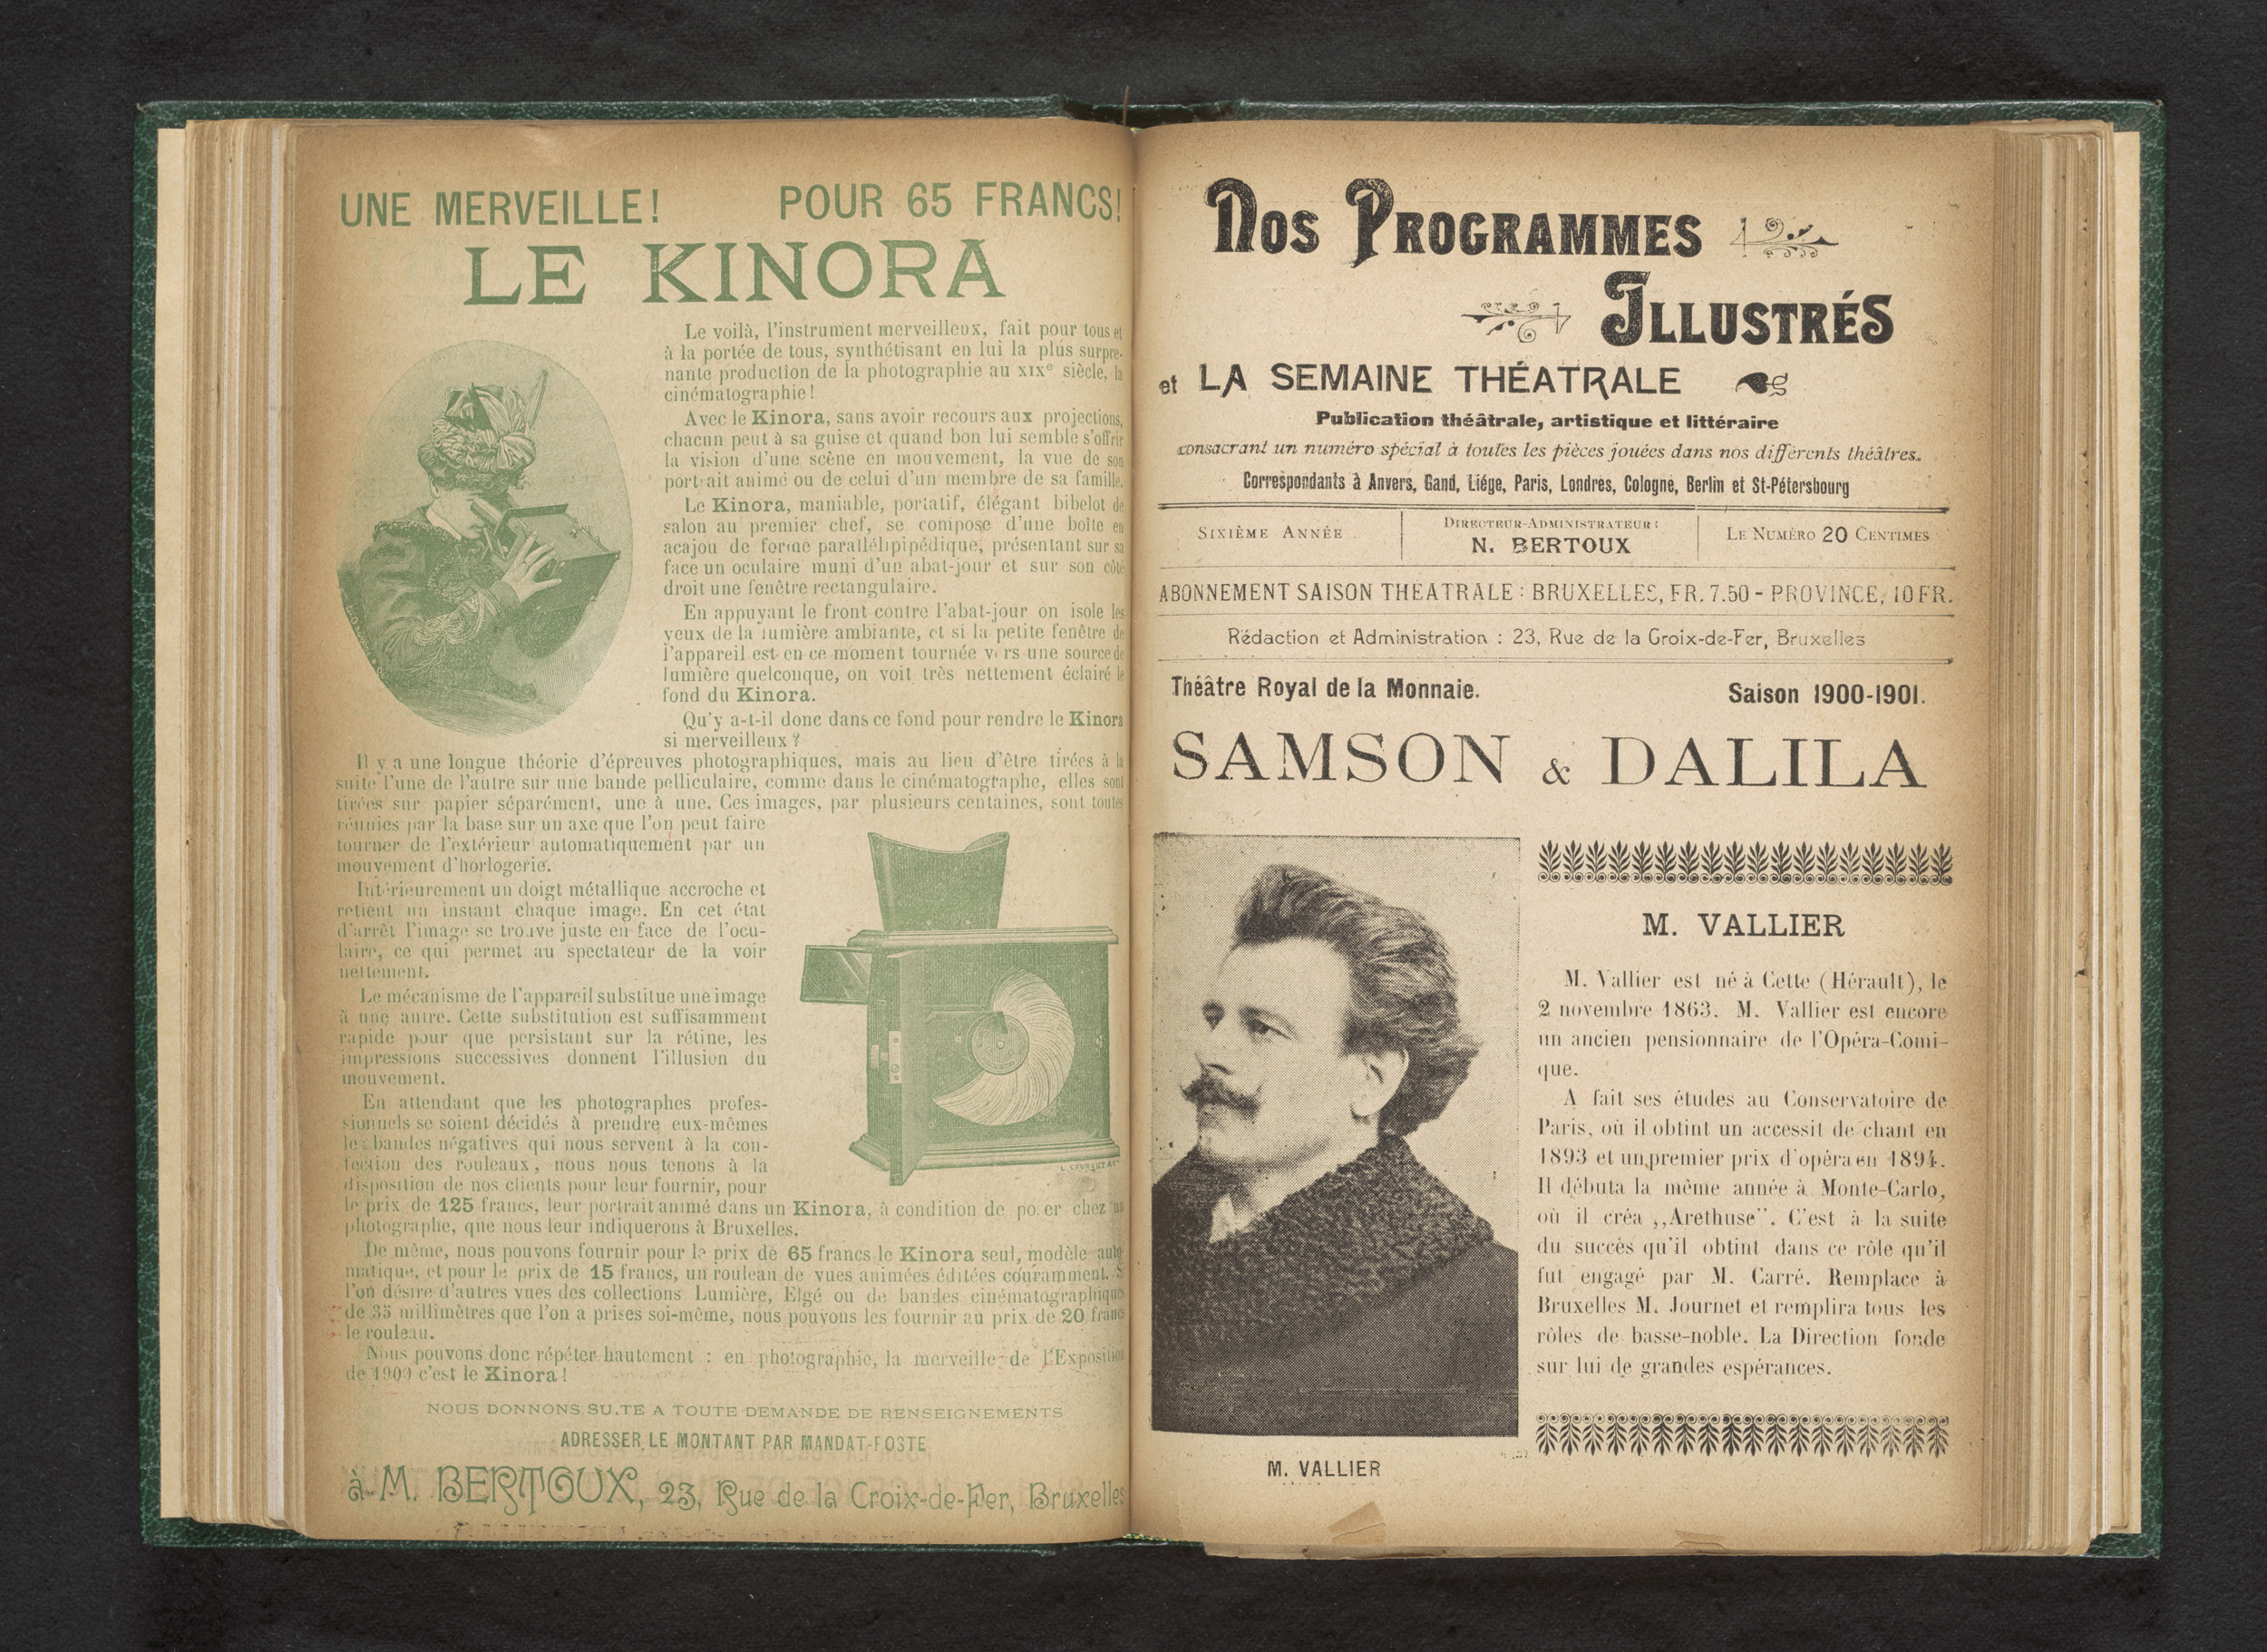 UNE MERVEILLE! POUR 65 FRANCS!
LE KINORA
Le voilà, l'instrument merveilleux, fait pour tous et
à la portée de tous, synthétisant en lui la plus surpre-
nante production de la photographie au XIXe siècle, la
cinématographie!
Avec le Kinora, sans avoir recours aux projections,
chacun peut à sa guise et quand bon lui semble s'offrir
la vision d'une scène en mouvement, la vue de son
portrait animé ou de celui d'un membre de sa famille.
Le Kinora, maniable, portatif, élégant bibelot de
salon au premier chef, se compose d'une boîte en
acajou de forme parallélipipédique, présentant sur sa
face un oculaire muni d'un abat-jour et sur son côté
droit une fenêtre rectangulaire.
En appuyant le front contre l'abat-jour on isole les
yeux de la lumière ambiante, et si la petite fenêtre de
l'appareil est en ce moment tournée vers une source de
lumière quelconque, on voit très nettement éclairé le
fond du Kinora.
Qu'y a-t-il donc dans ce fond pour rendre le Kinora
si merveilleux?
Il y a une longue théorie d'épreuves photographiques, mais au lieu d'être tirées à la
suite l'une de l'autre sur une bande pelliculaire, comme dans le cinématographe, elles sont
tirées sur papier séparément, une à une. Ces images, par plusieurs centaines, sont toutes
réunies par la base sur un axe que l'on peut faire
tourner de l'extérieur automatiquement par un
mouvement d'horlogerie.
Intérieurement un doigt métallique accroche et
retient un instant chaque image. En cet état
d'arrêt l'image se trouve juste en face de l'ocu-
laire, ce qui permet au spectateur de la voir
nettement.
Le mécanisme de l'appareil substitue une image
à une autre. Cette substitution est suffisamment
rapide pour que persistant sur la rétine, les
impressions successives donnent l'illusion du
mouvement.
En attendant que les photographes profes-
sionnels se soient décidés à prendre eux-mêmes
les bandes négatives qui nous servent à la con-
fection des rouleaux, nous nous tenons à la
disposition de nos clients pour leur fournir, pour
le prix de 125 francs, leur portrait animé dans un Kinora, à condition de poser chez un
photographe, que nous leur indiquerons à Bruxelles.
De même, nous pouvons fournir pour le prix de 65 francs le Kinora seul, modèle auto-
matique, et pour le prix de 15 francs, un rouleau de vues animées éditées couramment. Si
l'on désire d'autres vues des collections Lumière, Elgé ou de bandes cinématographiques
de 35 millimètres que l'on a prises soi-même, nous pouvons les fournir au prix de 20 francs
le rouleau.
Nous pouvons donc répéter hautement : en photographie, la merveille de l'Exposition
de 1900 c'est le Kinora!
NOUS DONNONS SUITE A TOUTE DEMANDE DE RENSEIGNEMENTS
ADRESSER LE MONTANT PAR MANDAT-POSTE
à M. BERTOUX, 23, Rue de la Croix-de-Fer, Bruxelles
NOS PROGRAMMES
ILLUSTRÉS
et LA SEMAINE THÉATRALE
Publication théâtrale, artistique et littéraire
consacrant un numéro spécial à toutes les pièces jouées dans nos différents théâtres.
Correspondants à Anvers, Gand, Liége, Paris, Londres, Cologne, Berlin et St-Pétersbourg
SIXIÈME ANNÉE
DIRECTEUR-ADMINISTRATEUR:
N. BERTOUX
LE NUMÉRO 20 CENTIMES
ABONNEMENT SAISON THEATRALE : BRUXELLES, FR. 7.50 - PROVINCE, 10 FR.
Rédaction et Administration : 23, Rue de la Croix-de-Fer, Bruxelles
Théâtre Royal de la Monnaie. Saison 1900-1901.
SAMSON & DALILA
M. VALLIER
M. Vallier est né à Cette (Hérault), le
2 novembre 1863. M. Vallier est encore
un ancien pensionnaire de l'Opéra-Comi-
que.
A fait ses études au Conservatoire de
Paris, où il obtint un accessit de chant en
1893 et un premier prix d'opéra en 1894.
Il débuta la même année à Monte-Carlo,
où il créa ,,Arethuse". C'est à la suite
du succès qu'il obtint dans ce rôle qu'il
fut engagé par M. Carré. Remplace à
Bruxelles M. Journet et remplira tous les
rôles de basse-noble. La Direction fonde
sur lui de grandes espérances.
M. VALLIER